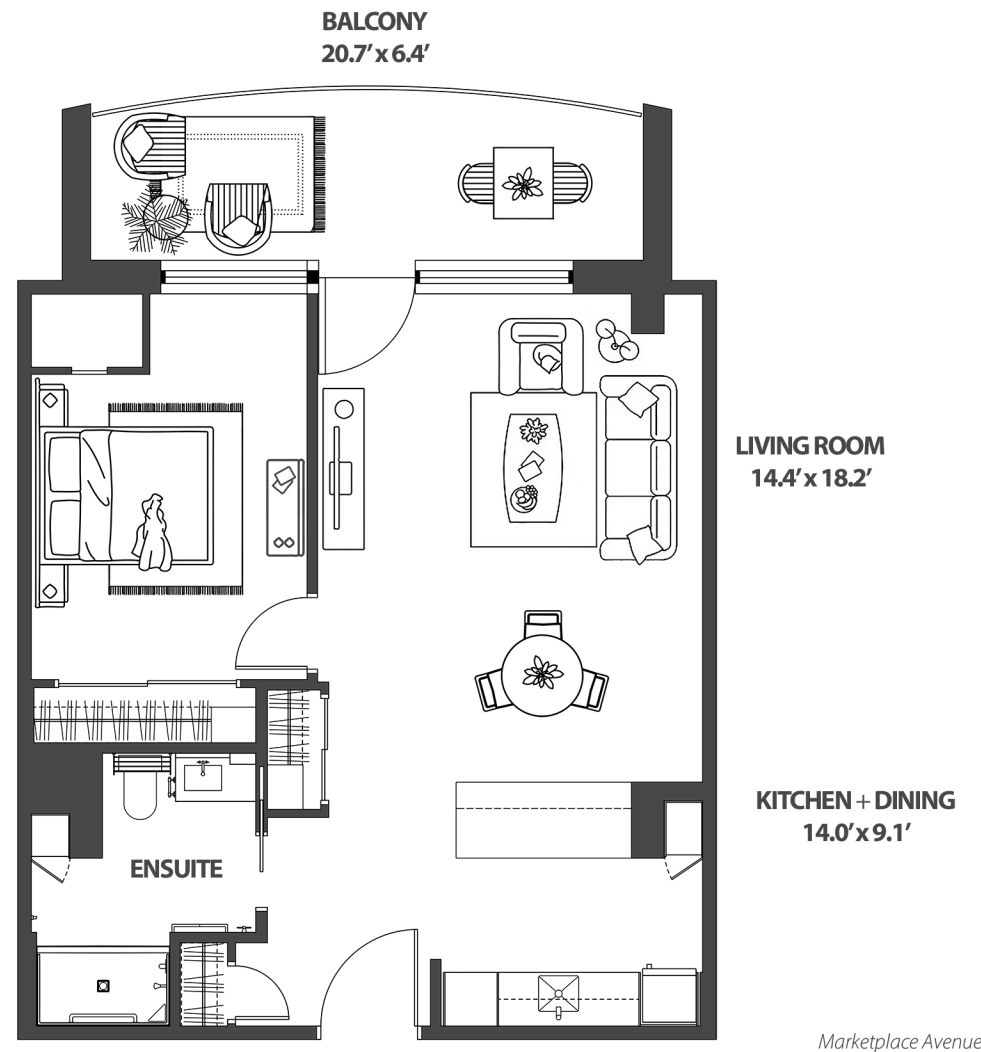 BALCONY
20.7’ x 6.4’
LIVING ROOM
14.4’ x 18.2’
KITCHEN + DINING
14.0’ x 9.1’
ENSUITE
Marketplace Avenue